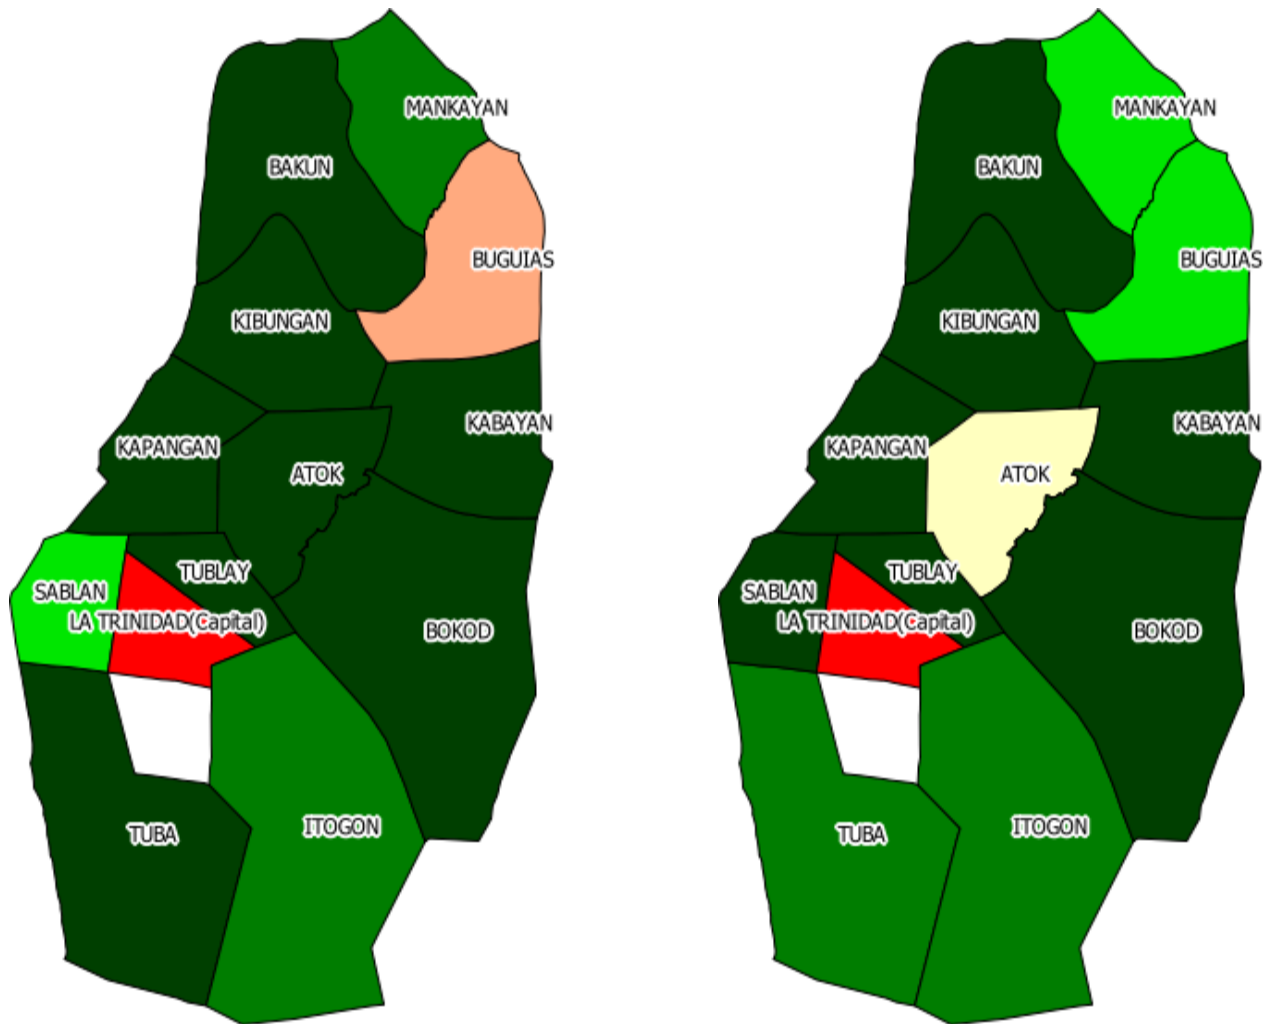 MANKAYAN
BAKUN
BUGUIAS
KIBUNGAN
KABAYAN
KAPANGAN
ATOK
TUBLAY
SABLAN
LA TRINIDAD(Capital)
BOKOD
ITOGON
TUBA
MANKAYAN
BAKUN
BUGUIAS
KIBUNGAN
KABAYAN
KAPANGAN
ATOK
TUBLAY
SABLAN
LA TRINIDAD(Capital)
BOKOD
ITOGON
TUBA